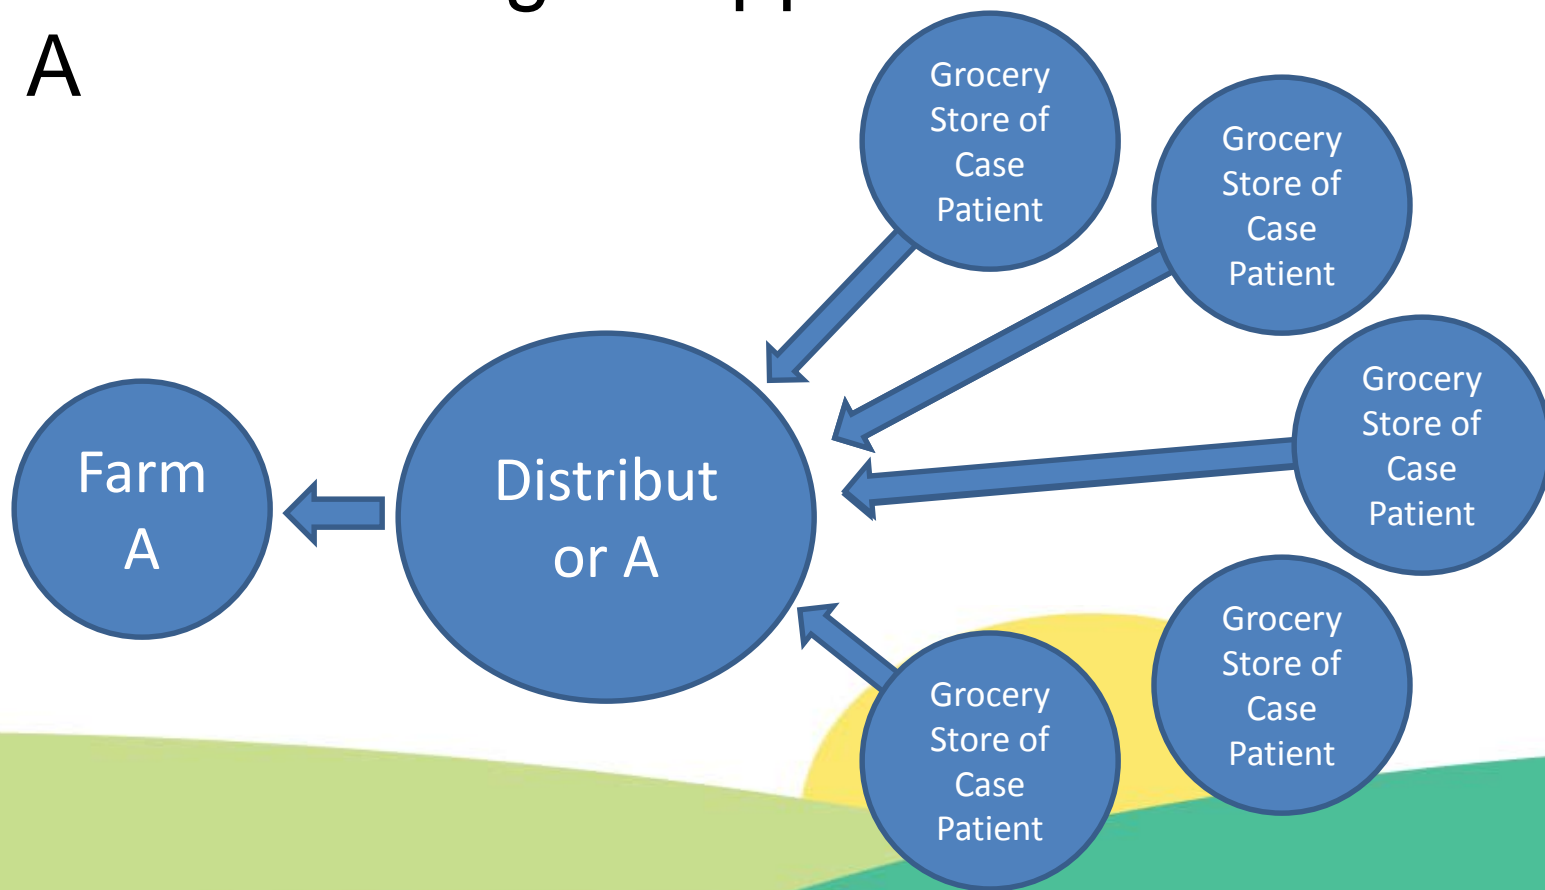 A
Grocery
Store of
Case
Patient
Grocery
Store of
Case
Patient
Grocery
Store of
Case
Patient
Farm
A
Distribut
or A
Grocery
Store of
Case
Patient
Grocery
Store of
Case
Patient